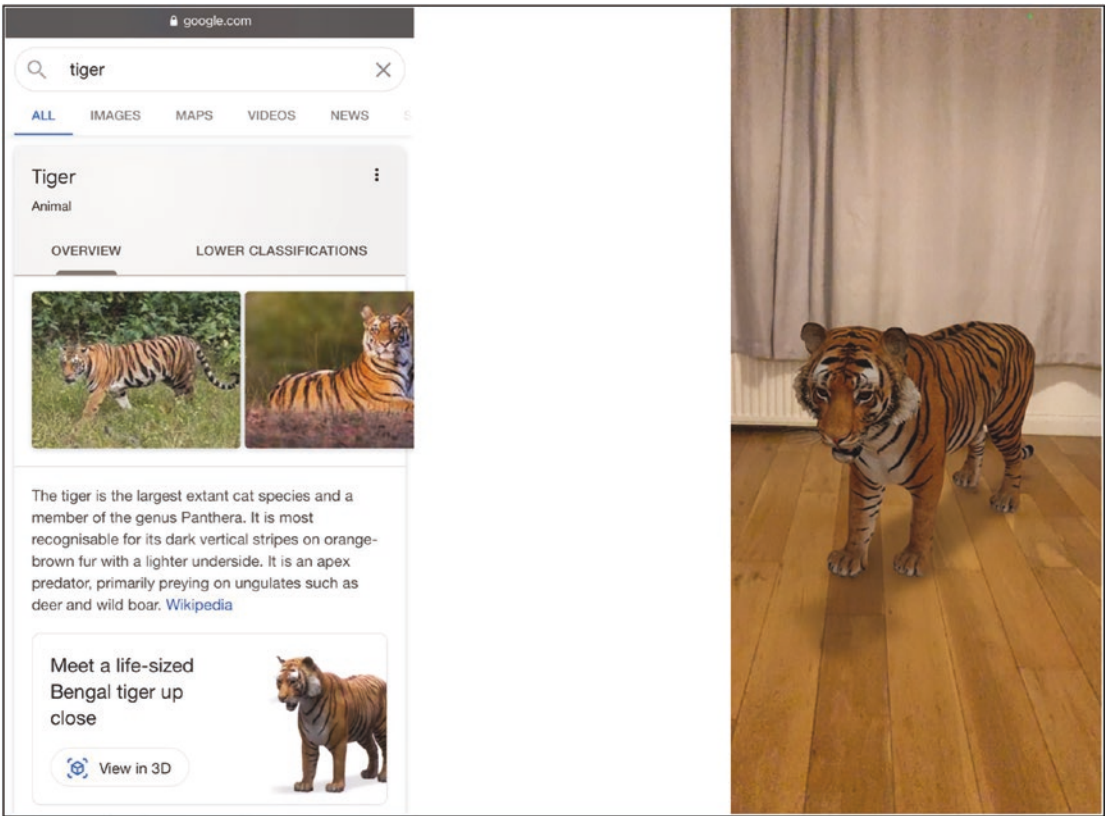 google.com
tiger
ALL IMAGES MAPS VIDEOS NEWS
Tiger
Animal
OVERVIEW LOWER CLASSIFICATIONS
The tiger is the largest extant cat species and a
member of the genus Panthera. It is most
recognisable for its dark vertical stripes on orange-
brown fur with a lighter underside. It is an apex
predator, primarily preying on ungulates such as
deer and wild boar. Wikipedia
Meet a life-sized
Bengal tiger up
close
View in 3D